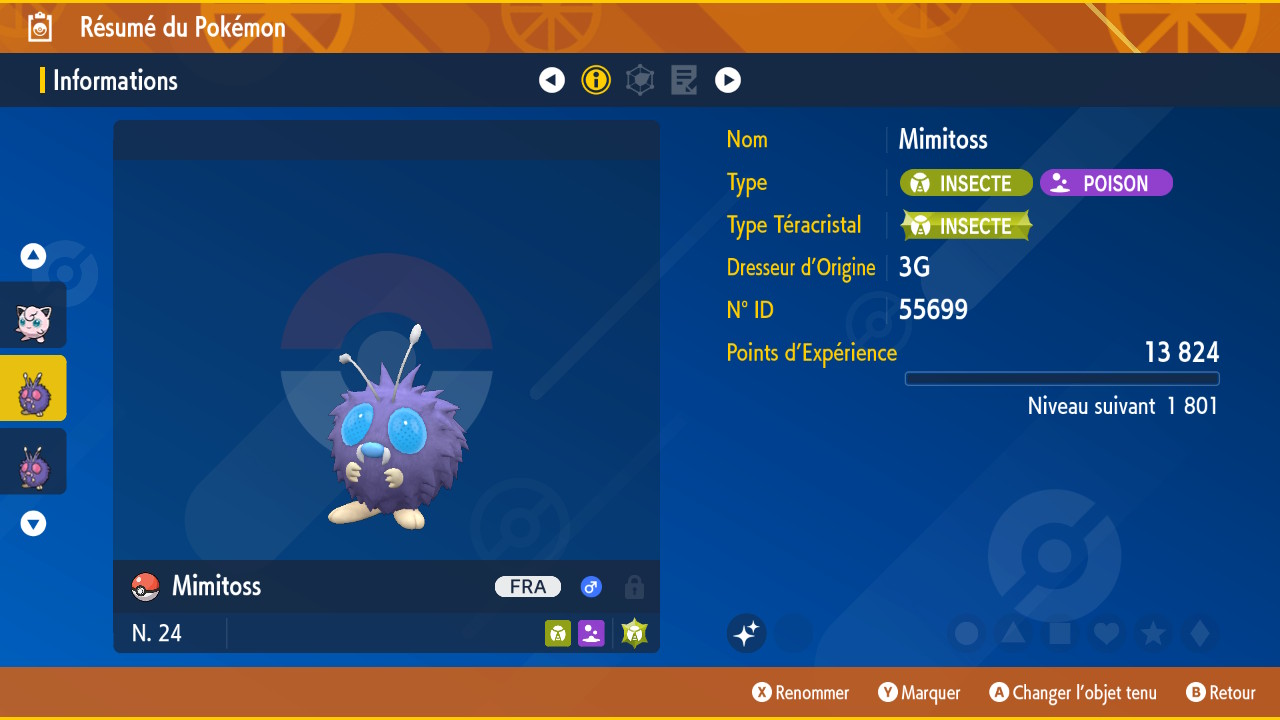 Résumé du Pokémon
Informations
Nom Mimitoss
Type INSECTE POISON
Type Téracristal INSECTE
Dresseur d'Origine 3G
N° ID 55699
Points d'Expérience 13 824
Niveau suivant 1 801
Mimitoss FRA
N. 24
X Renommer Y Marquer A Changer l'objet tenu B Retour